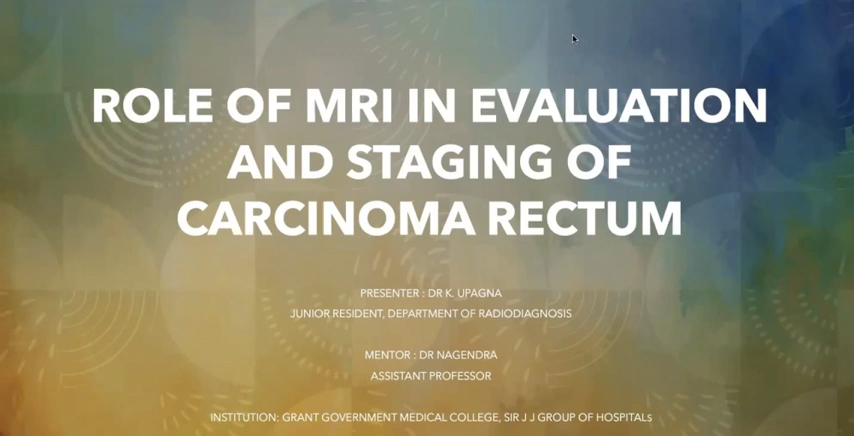 ROLE OF MRI IN EVALUATION
AND STAGING OF
CARCINOMA RECTUM
PRESENTER : DR K. UPAGNA
JUNIOR RESIDENT, DEPARTMENT OF RADIODIAGNOSIS
MENTOR : DR NAGENDRA
ASSISTANT PROFESSOR
INSTITUTION: GRANT GOVERNMENT MEDICAL COLLEGE, SIR J J GROUP OF HOSPITALs